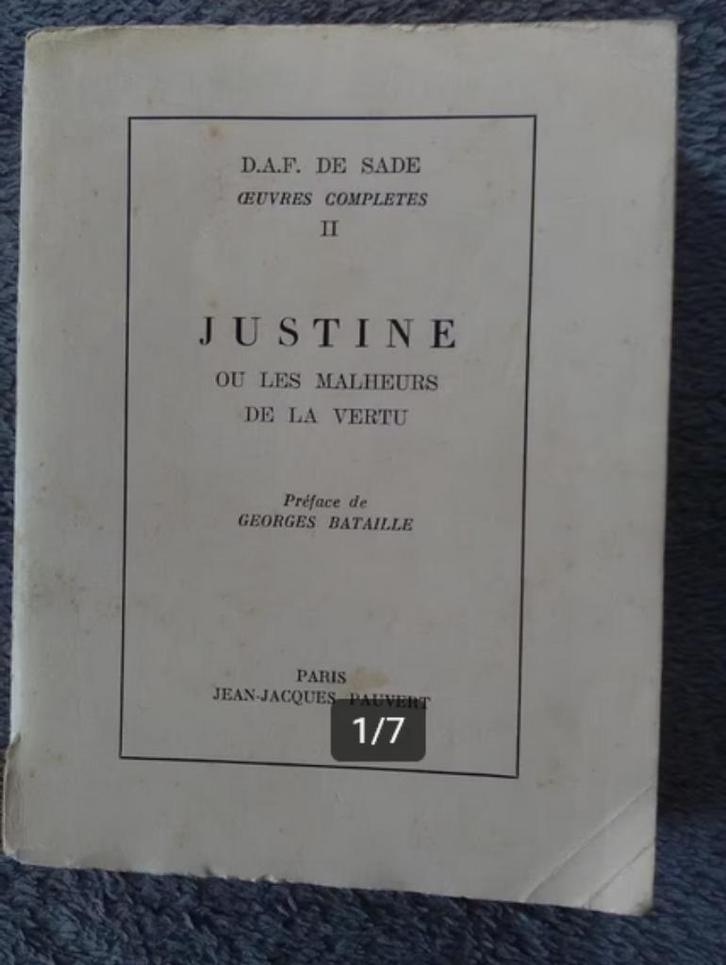 D.A.F. DE SADE
ŒUVRES COMPLETES
II
JUSTINE
OU LES MALHEURS
DE LA VERTU
Préface de
GEORGES BATAILLE
PARIS
JEAN-JACQUES PAUVERT
1/7